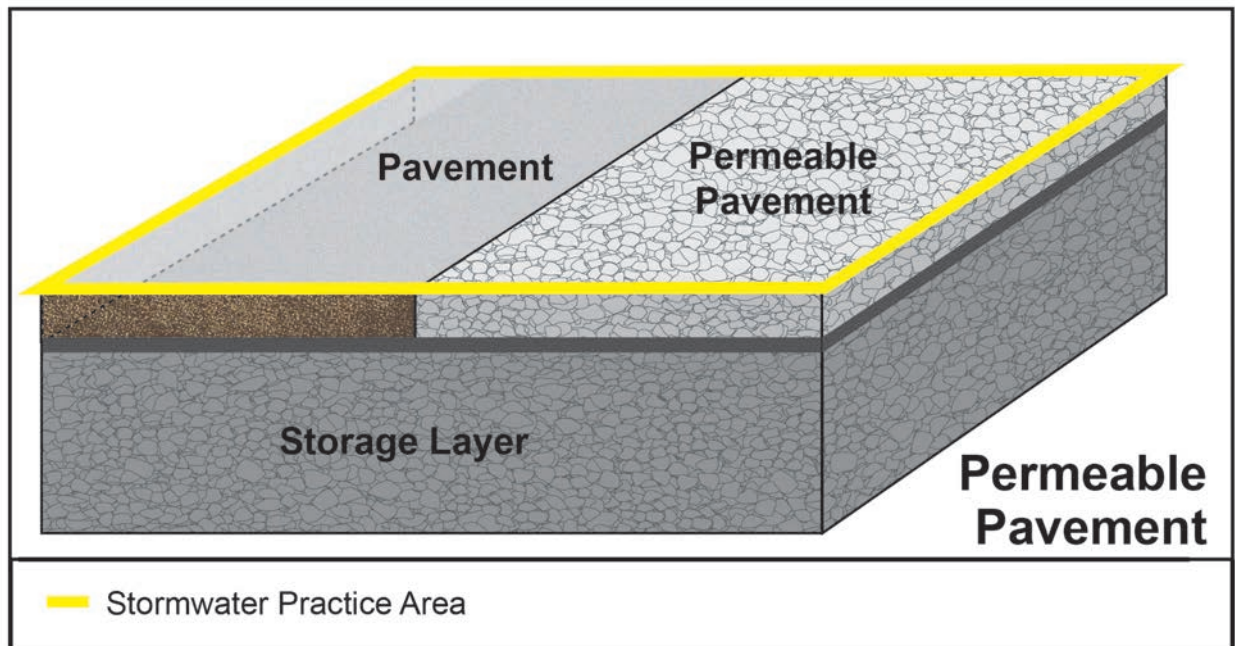 Pavement
Permeable
Pavement
Storage Layer
Permeable
Pavement
Stormwater Practice Area